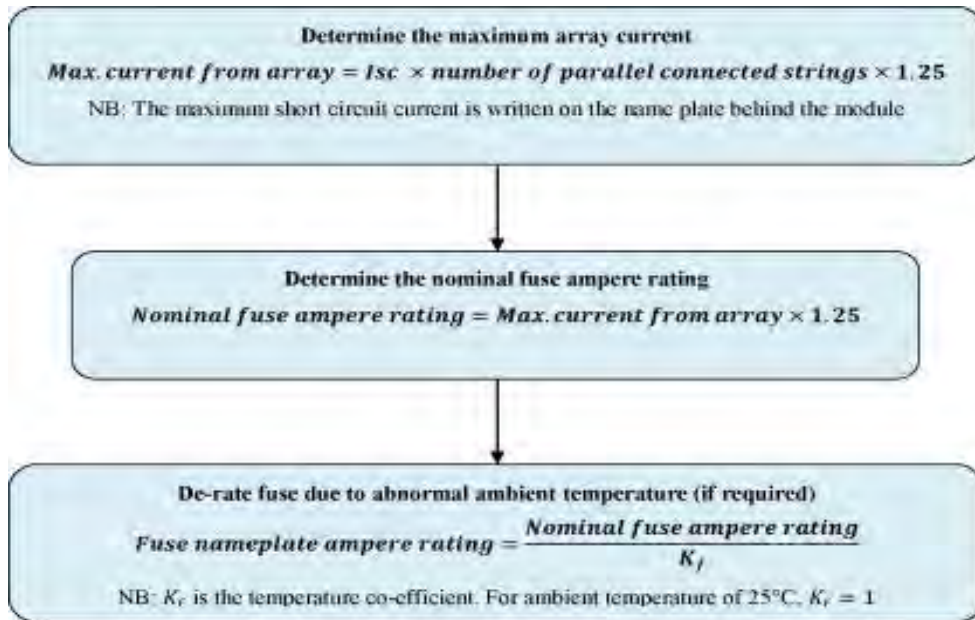 Determine the maximum array current
Max. current from array = Isc × number of parallel connected strings × 1,25
NB: The maximum short circuit current is written on the name plate behind the module
Determine the nominal fuse ampere rating
Nominal fuse ampere rating = Max. current from array × 1,25
De-rate fuse due to abnormal ambient temperature (if required)
Fuse nameplate ampere rating = Nominal fuse ampere rating / K_f
NB: K_f is the temperature co-efficient. For ambient temperature of 25°C, K_f = 1